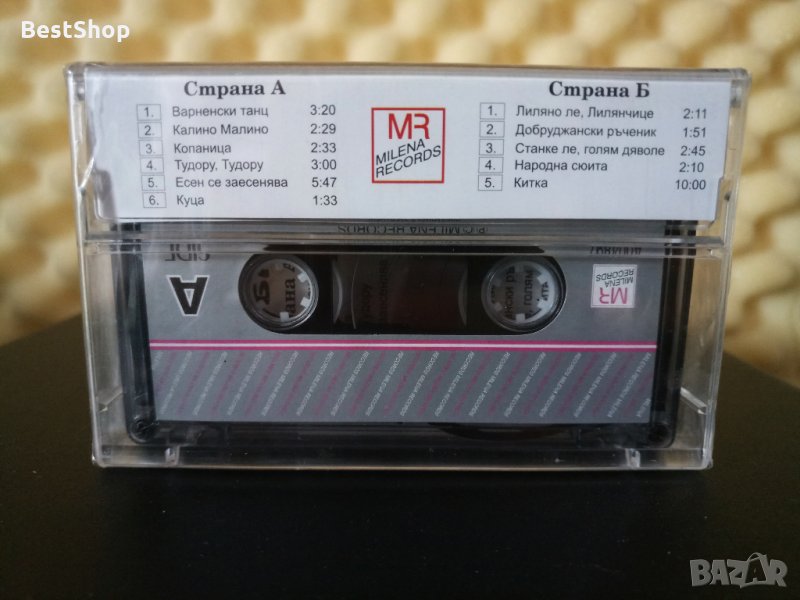 BestShop
Страна А
1. Варненски танц 3:20
2. Калино Малино 2:29
3. Копаница 2:33
4. Тудору, Тудору 3:00
5. Есен се заесенява 5:47
6. Куца 1:33
MR
MILENA
RECORDS
Страна Б
1. Лиляно ле, Лилянчице 2:11
2. Добруджански ръченик 1:51
3. Станке ле, голям дяволе 2:45
4. Народна сюита 2:10
5. Китка 10:00
MILENA RECORDS
SIDE
A
MR
MILENA
RECORDS
BAZAR